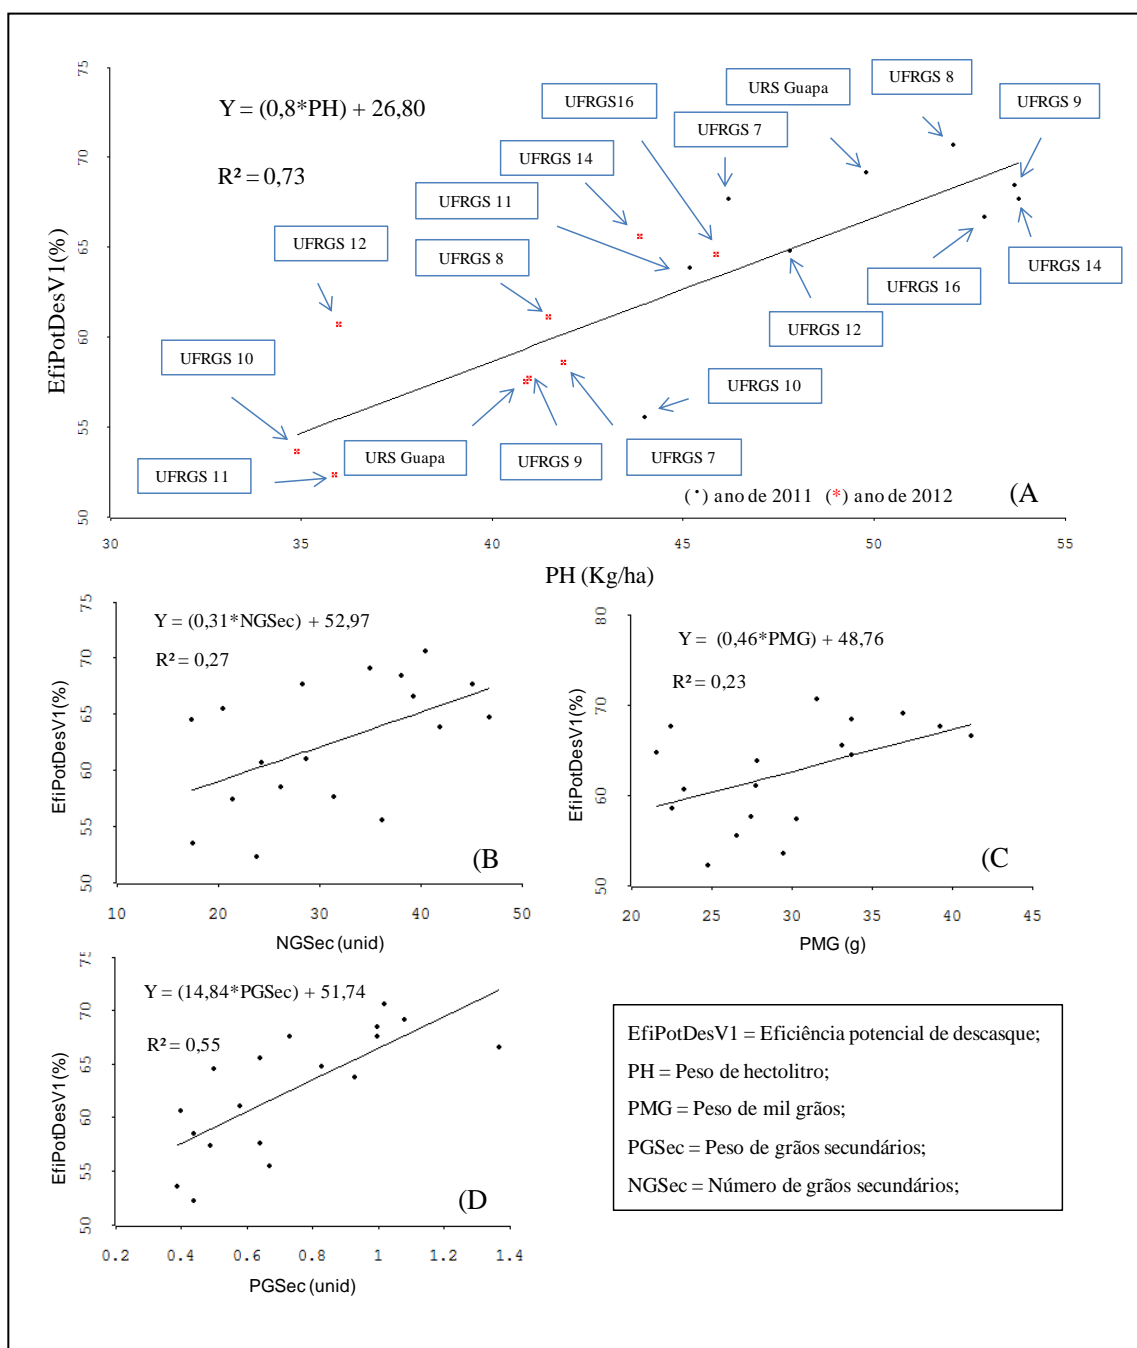 75
70
65
60
55
50
EfiPotDesV1(%)
Y = (0,8*PH) + 26,80
R² = 0,73
UFRGS 8
URS Guapa
UFRGS16
UFRGS 9
UFRGS 7
UFRGS 14
UFRGS 11
UFRGS 12
UFRGS 8
UFRGS 16
UFRGS 14
UFRGS 12
UFRGS 10
UFRGS 10
URS Guapa
UFRGS 9
UFRGS 7
UFRGS 11
(•) ano de 2011 (*) ano de 2012
(A
30 35 40 45 50 55
PH (Kg/ha)
75
70
65
60
55
50
EfiPotDesV1(%)
Y = (0,31*NGSec) + 52,97
R² = 0,27
(B
10 20 30 40 50
NGSec (unid)
80
70
60
50
EfiPotDesV1(%)
Y = (0,46*PMG) + 48,76
R² = 0,23
(C
20 25 30 35 40 45
PMG (g)
75
70
65
60
55
50
EfiPotDesV1(%)
Y = (14,84*PGSec) + 51,74
R² = 0,55
(D
0.2 0.4 0.6 0.8 1 1.2 1.4
PGSec (unid)
EfiPotDesV1 = Eficiência potencial de descasque;
PH = Peso de hectolitro;
PMG = Peso de mil grãos;
PGSec = Peso de grãos secundários;
NGSec = Número de grãos secundários;